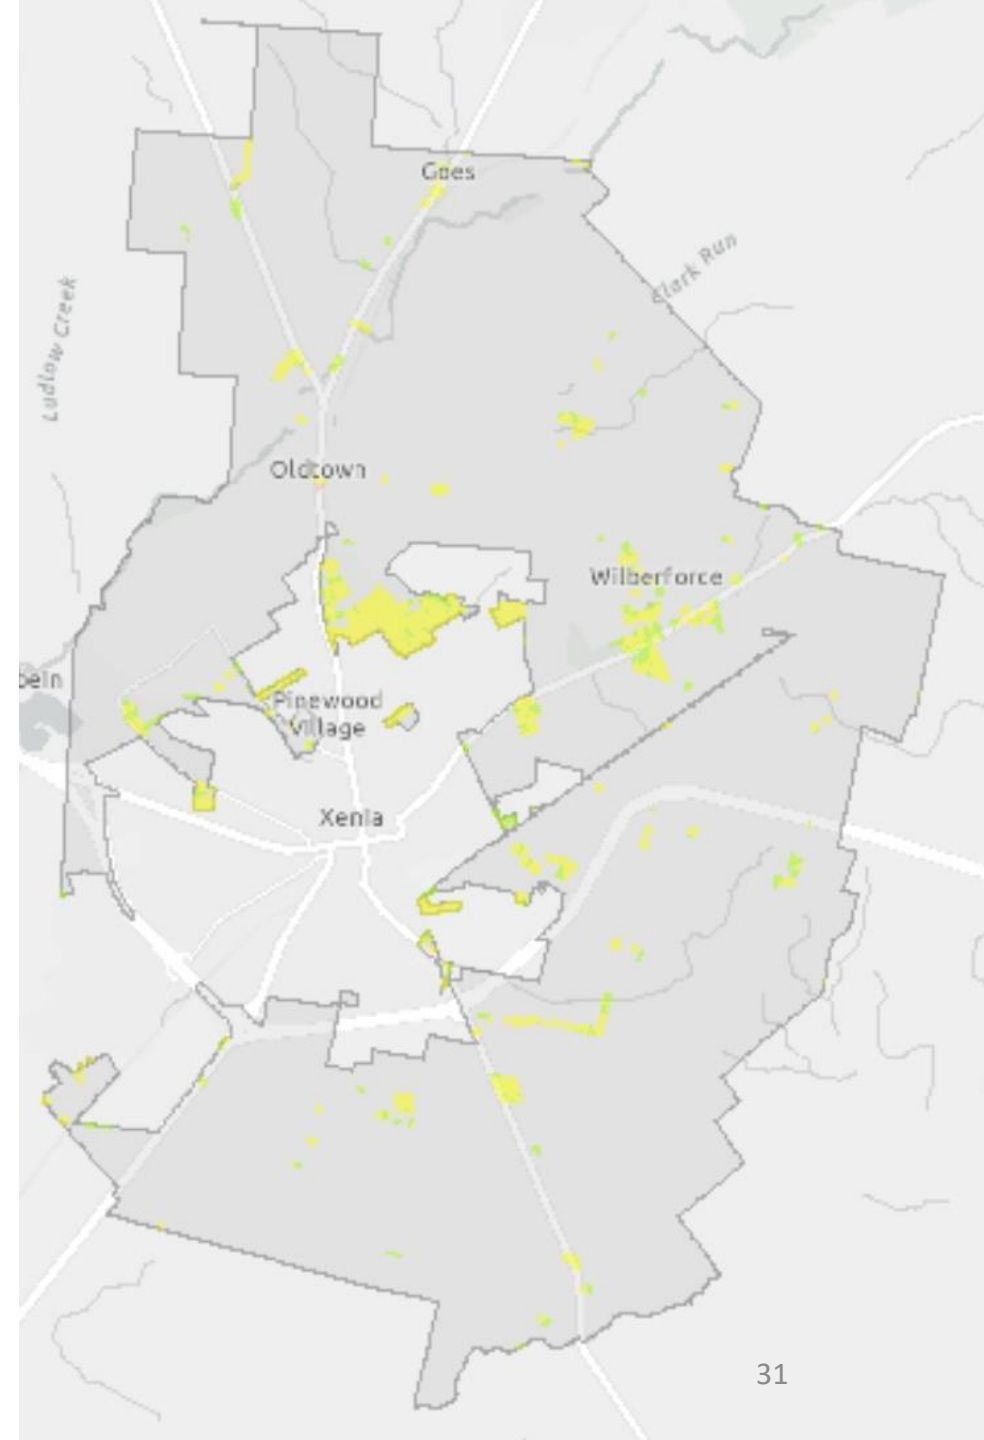 Goes
Clark Run
Ludlow Creek
Oldtown
Wilberforce
Pinewood
Village
Xenia
31